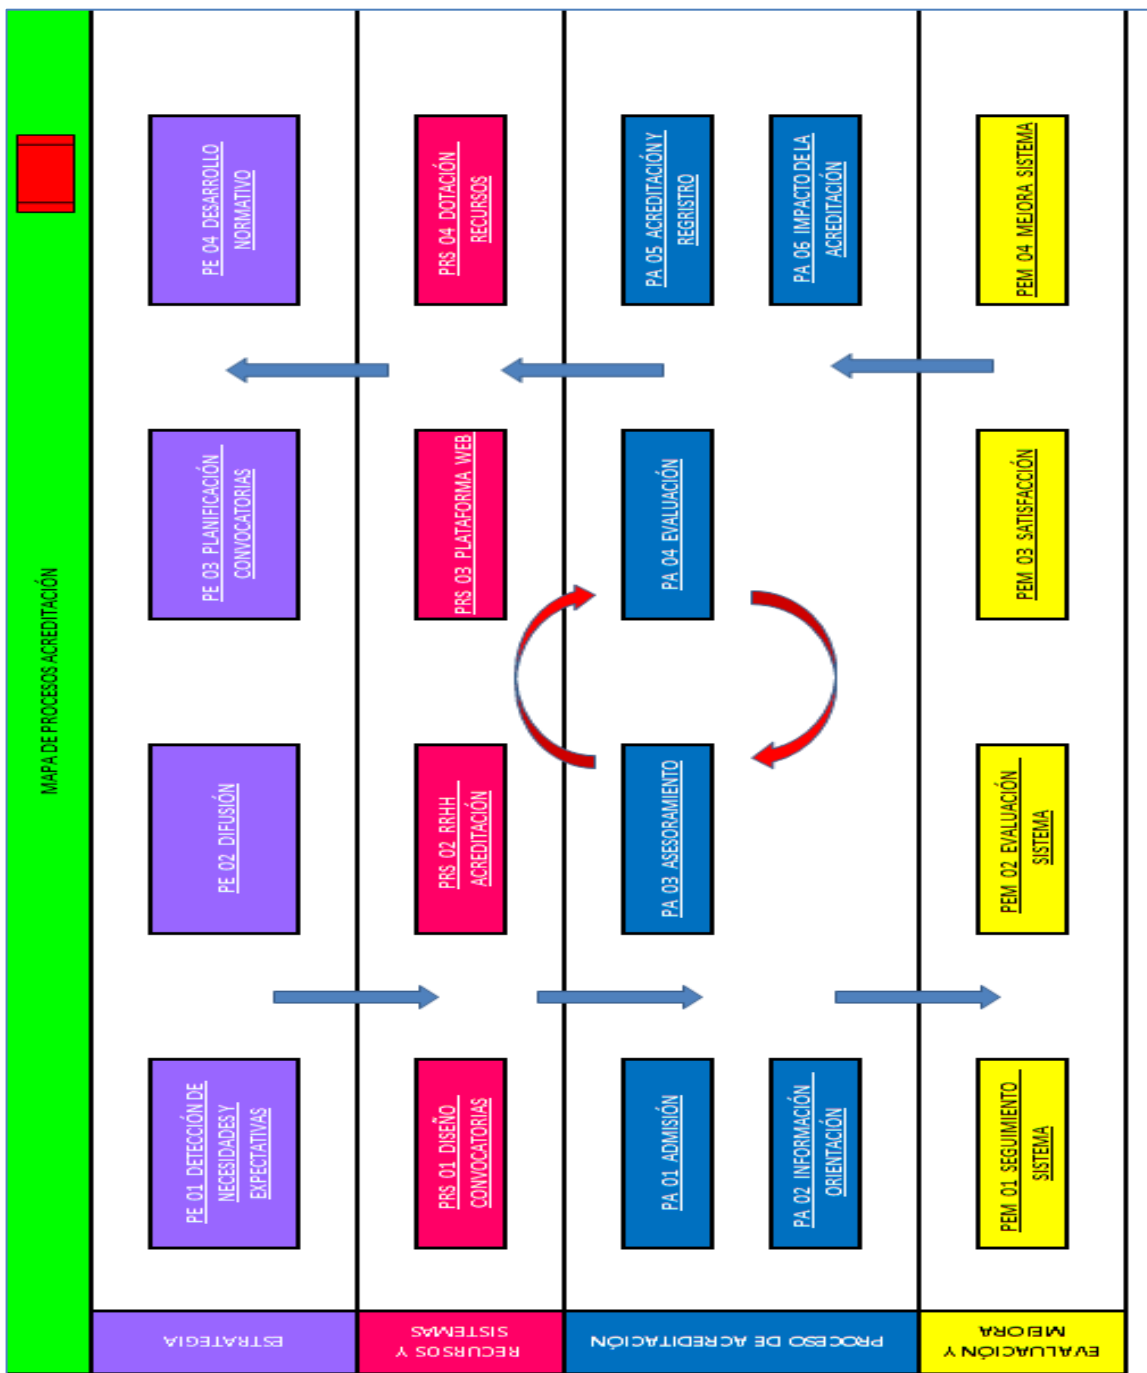 MAPA DE PROCESOS ACREDITACIÓN
ESTRATEGIA
PE 01 DETECCIÓN DE
NECESIDADES Y
EXPECTATIVAS
PE 02 DIFUSIÓN
PE 03 PLANIFICACIÓN
CONVOCATORIAS
PE 04 DESARROLLO
NORMATIVO
RECURSOS Y
SISTEMAS
PRS 01 DISEÑO
CONVOCATORIAS
PRS 02 RRHH
ACREDITACIÓN
PRS 03 PLATAFORMA WEB
PRS 04 DOTACIÓN
RECURSOS
PROCESO DE ACREDITACIÓN
PA 01 ADMISIÓN
PA 02 INFORMACIÓN
ORIENTACIÓN
PA 03 ASESORAMIENTO
PA 04 EVALUACIÓN
PA 05 ACREDITACIÓN Y
REGRISTRO
PA 06 IMPACTO DE LA
ACREDITACIÓN
EVALUACIÓN Y
MEJORA
PEM 01 SEGUIMIENTO
SISTEMA
PEM 02 EVALUACIÓN
SISTEMA
PEM 03 SATISFACCIÓN
PEM 04 MEJORA SISTEMA